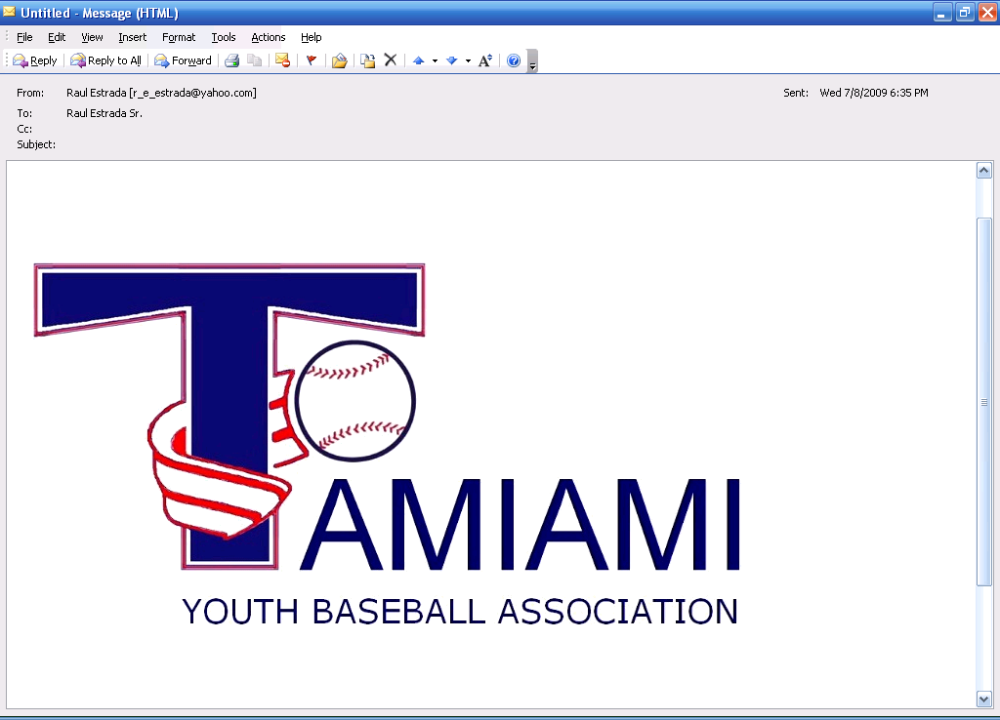 Untitled - Message (HTML)
File Edit View Insert Format Tools Actions Help
Reply Reply to All Forward
From: Raul Estrada [r_e_estrada@yahoo.com] Sent: Wed 7/8/2009 6:35 PM
To: Raul Estrada Sr.
Cc:
Subject:
TAMIAMI
YOUTH BASEBALL ASSOCIATION